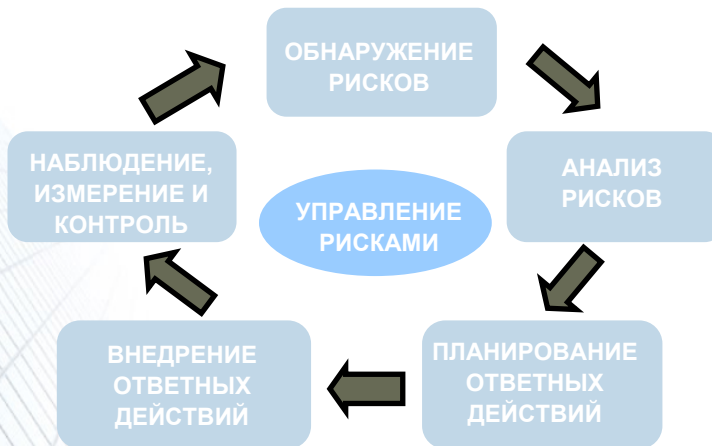 ОБНАРУЖЕНИЕ
РИСКОВ
АНАЛИЗ
РИСКОВ
ПЛАНИРОВАНИЕ
ОТВЕТНЫХ
ДЕЙСТВИЙ
ВНЕДРЕНИЕ
ОТВЕТНЫХ
ДЕЙСТВИЙ
НАБЛЮДЕНИЕ,
ИЗМЕРЕНИЕ И
КОНТРОЛЬ
УПРАВЛЕНИЕ
РИСКАМИ